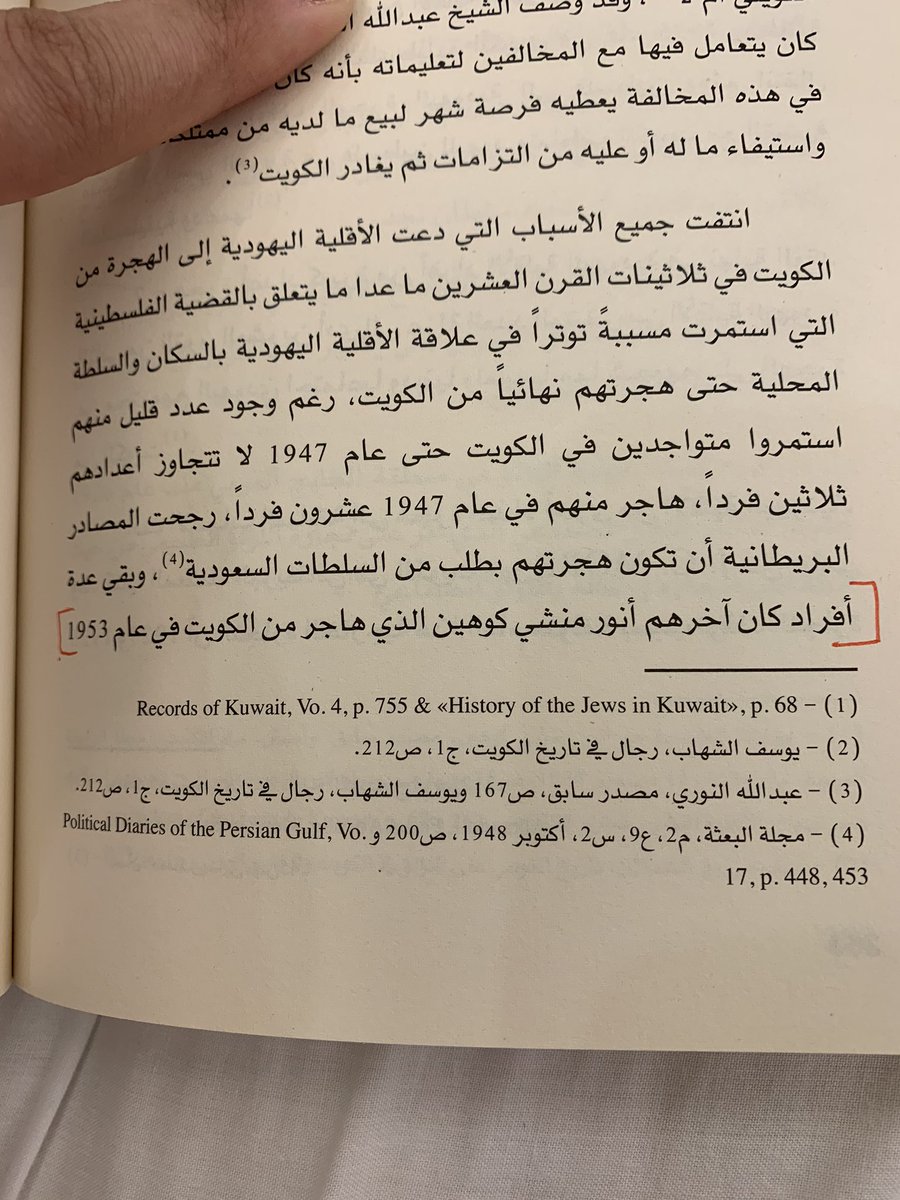 وقد وصف الشيخ عبدالله
كان يتعامل فيها مع المخالفين لتعليماته بأنه كان
في هذه المخالفة يعطيه فرصة شهر لبيع ما لديه من
واستيفاء ما له أو عليه من التزامات ثم يغادر الكويت(3).
انتفت جميع الأسباب التي دعت الأقلية اليهودية إلى الهجرة من
الكويت في ثلاثينات القرن العشرين ما عدا ما يتعلق بالقضية الفلسطينية
التي استمرت مسببةً توتراً في علاقة الأقلية اليهودية بالسكان والسلطة
المحلية حتى هجرتهم نهائياً من الكويت، رغم وجود عدد قليل منهم
استمروا متواجدين في الكويت حتى عام 1947 لا تتجاوز أعدادهم
ثلاثين فرداً، هاجر منهم في عام 1947 عشرون فرداً، رجحت المصادر
البريطانية أن تكون هجرتهم بطلب من السلطات السعودية(4)، وبقي عدة
أفراد كان آخرهم أنور منشي كوهين الذي هاجر من الكويت في عام 1953
(1) – Records of Kuwait, Vo. 4, p. 755 & «History of the Jews in Kuwait», p. 68
(2) – يوسف الشهاب، رجال في تاريخ الكويت، ج1، ص212.
(3) – عبدالله النوري، مصدر سابق، ص167 ويوسف الشهاب، رجال في تاريخ الكويت، ج1، ص212.
(4) – مجلة البعثة، م2، ع9، س2، أكتوبر 1948، ص200 و Political Diaries of the Persian Gulf, Vo.
17, p. 448, 453